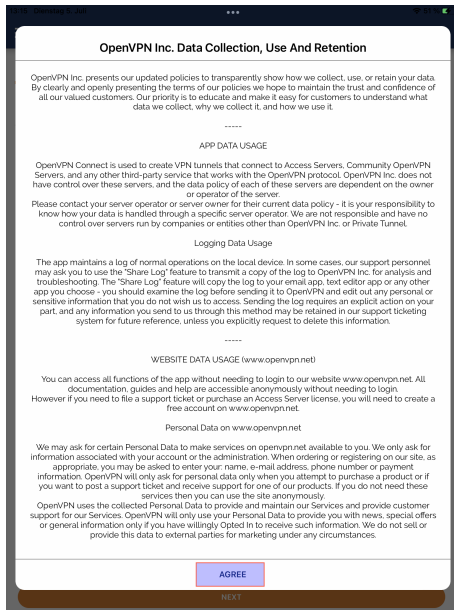 OpenVPN Inc. Data Collection, Use And Retention
OpenVPN Inc. presents our updated policies to transparently show how we collect, use, or retain your data.
By clearly and openly presenting the terms of our policies we hope to maintain the trust and confidence of
all our valued customers. Our priority is to educate and make it easy for customers to understand what
data we collect, why we collect it, and how we use it.
-----
APP DATA USAGE
OpenVPN Connect is used to create VPN tunnels that connect to Access Servers, Community OpenVPN
Servers, and any other third-party service that works with the OpenVPN protocol. OpenVPN Inc. does not
have control over these servers, and the data policy of each of these servers are dependent on the owner
or operator of the server.
Please contact your server operator or server owner for their current data policy - it is your responsibility to
know how your data is handled through a specific server operator. We are not responsible and have no
control over servers run by companies or entities other than OpenVPN Inc. or Private Tunnel.
Logging Data Usage
The app maintains a log of normal operations on the local device. In some cases, our support personnel
may ask you to use the "Share Log" feature to transmit a copy of the log to OpenVPN Inc. for analysis and
troubleshooting. The "Share Log" feature will copy the log to your email app, text editor app or any other
app you choose - you should examine the log before sending it to OpenVPN and edit out any personal or
sensitive information that you do not wish us to access. Sending the log requires an explicit action on your
part, and any information you send to us through this method may be retained in our support ticketing
system for future reference, unless you explicitly request to delete this information.
-----
WEBSITE DATA USAGE (www.openvpn.net)
You can access all functions of the app without needing to login to our website www.openvpn.net. All
documentation, guides and help are accessible anonymously without needing to login.
However if you need to file a support ticket or purchase an Access Server license, you will need to create a
free account on www.openvpn.net.
Personal Data on www.openvpn.net
We may ask for certain Personal Data to make services on openvpn.net available to you. We only ask for
information associated with your account or the administration. When ordering or registering on our site, as
appropriate, you may be asked to enter your: name, e-mail address, phone number or payment
information. OpenVPN will only ask for personal data only when you attempt to purchase a product or if
you want to post a support ticket and receive support for one of our products. If you do not need these
services then you can use the site anonymously.
OpenVPN uses the collected Personal Data to provide and maintain our Services and provide customer
support for our Services. OpenVPN will only use your Personal Data to provide you with news, special offers
or general information only if you have willingly Opted In to receive such information. We do not sell or
provide this data to external parties for marketing under any circumstances.
AGREE
NEXT